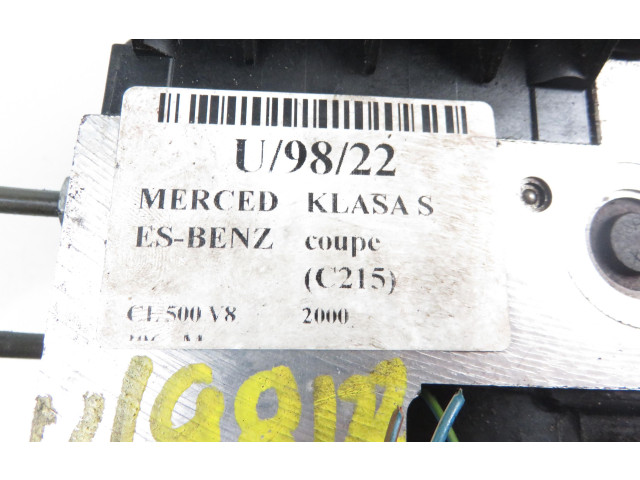 U/98/22
MERCED KLASA S
ES-BENZ coupe
(C215)
CL 500 V8 2000